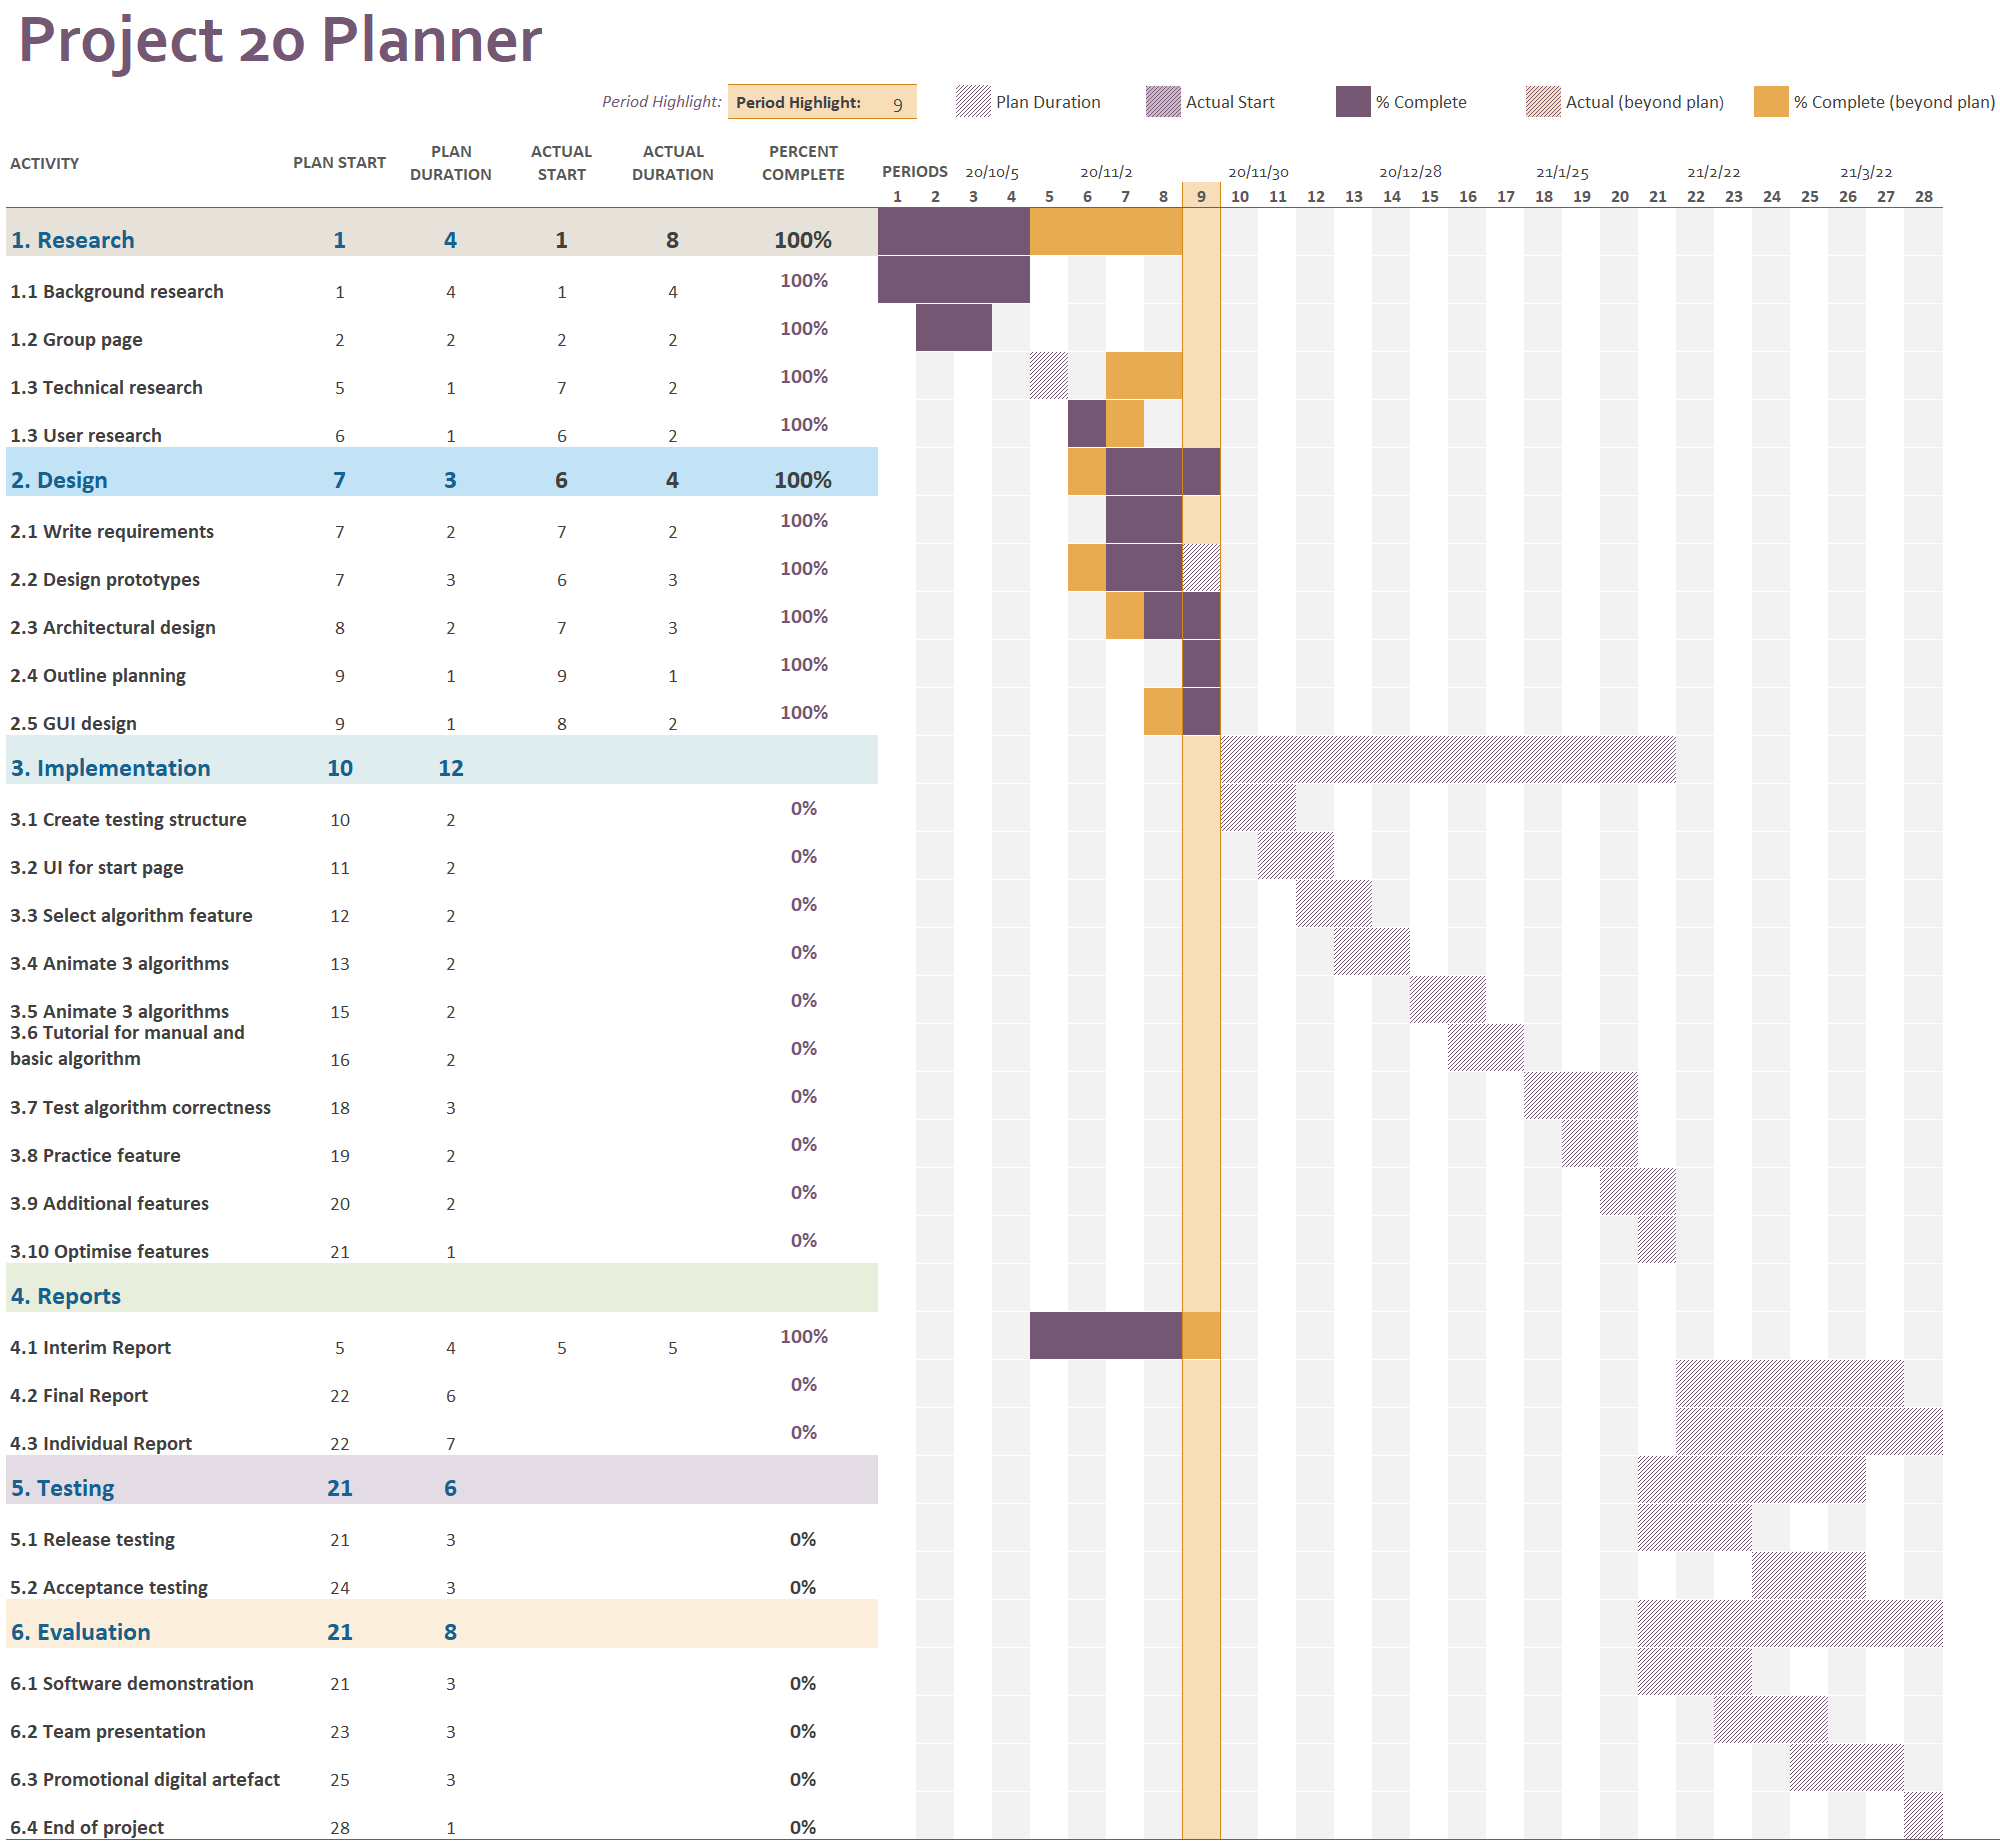 Project 20 Planner
Period Highlight: Period Highlight: 9 Plan Duration Actual Start % Complete Actual (beyond plan) % Complete (beyond plan)
ACTIVITY PLAN START PLAN DURATION ACTUAL START ACTUAL DURATION PERCENT COMPLETE PERIODS 20/10/5 20/11/2 20/11/30 20/12/28 21/1/25 21/2/22 21/3/22
1 2 3 4 5 6 7 8 9 10 11 12 13 14 15 16 17 18 19 20 21 22 23 24 25 26 27 28
1. Research 1 4 1 8 100%
1.1 Background research 1 4 1 4 100%
1.2 Group page 2 2 2 2 100%
1.3 Technical research 5 1 7 2 100%
1.3 User research 6 1 6 2 100%
2. Design 7 3 6 4 100%
2.1 Write requirements 7 2 7 2 100%
2.2 Design prototypes 7 3 6 3 100%
2.3 Architectural design 8 2 7 3 100%
2.4 Outline planning 9 1 9 1 100%
2.5 GUI design 9 1 8 2 100%
3. Implementation 10 12
3.1 Create testing structure 10 2 0%
3.2 UI for start page 11 2 0%
3.3 Select algorithm feature 12 2 0%
3.4 Animate 3 algorithms 13 2 0%
3.5 Animate 3 algorithms 15 2 0%
3.6 Tutorial for manual and
basic algorithm 16 2 0%
3.7 Test algorithm correctness 18 3 0%
3.8 Practice feature 19 2 0%
3.9 Additional features 20 2 0%
3.10 Optimise features 21 1 0%
4. Reports
4.1 Interim Report 5 4 5 5 100%
4.2 Final Report 22 6 0%
4.3 Individual Report 22 7 0%
5. Testing 21 6
5.1 Release testing 21 3 0%
5.2 Acceptance testing 24 3 0%
6. Evaluation 21 8
6.1 Software demonstration 21 3 0%
6.2 Team presentation 23 3 0%
6.3 Promotional digital artefact 25 3 0%
6.4 End of project 28 1 0%